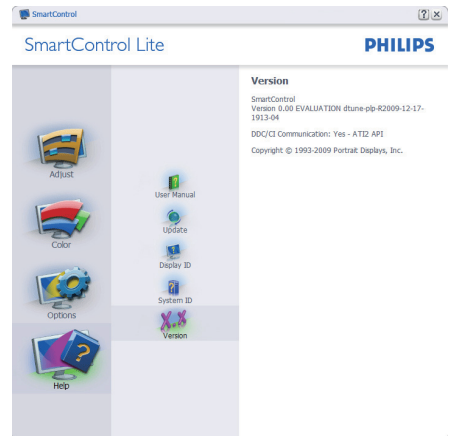 SmartControl
SmartControl Lite
PHILIPS
Adjust
Color
Options
Help
User Manual
Update
Display ID
System ID
Version
Version
SmartControl
Version 0.00 EVALUATION dtune-plp-R2009-12-17-
1913-04
DDC/CI Communication: Yes - ATI2 API
Copyright © 1993-2009 Portrait Displays, Inc.